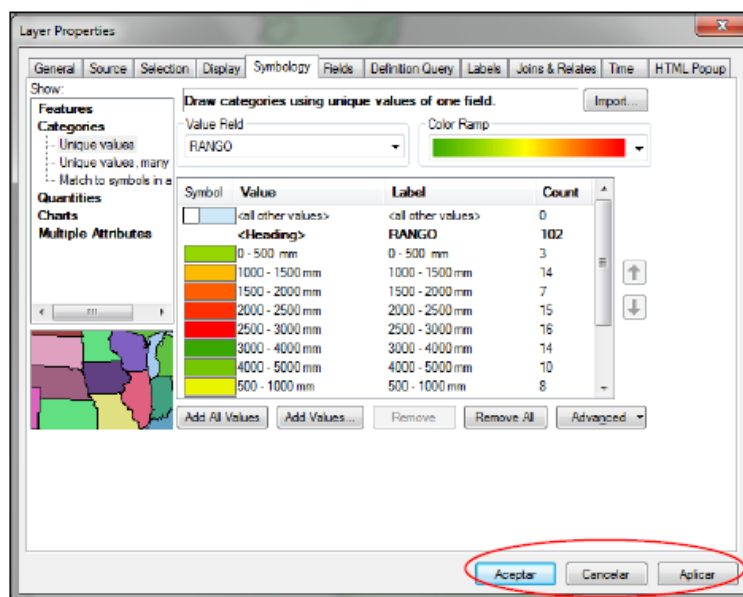 Layer Properties
General Source Selection Display Symbology Fields Definition Query Labels Joins & Relates Time HTML Popup
Show:
Features
Categories
Unique values
Unique values, many
Match to symbols in a
Quantities
Charts
Multiple Attributes
Draw categories using unique values of one field.
Import...
Value Field
Color Ramp
RANGO
Symbol Value Label Count
<all other values> <all other values> 0
<Heading> RANGO 102
0 - 500 mm 0 - 500 mm 3
1000 - 1500 mm 1000 - 1500 mm 14
1500 - 2000 mm 1500 - 2000 mm 7
2000 - 2500 mm 2000 - 2500 mm 15
2500 - 3000 mm 2500 - 3000 mm 16
3000 - 4000 mm 3000 - 4000 mm 14
4000 - 5000 mm 4000 - 5000 mm 10
500 - 1000 mm 500 - 1000 mm 8
Add All Values Add Values... Remove Remove All Advanced
Aceptar Cancelar Aplicar